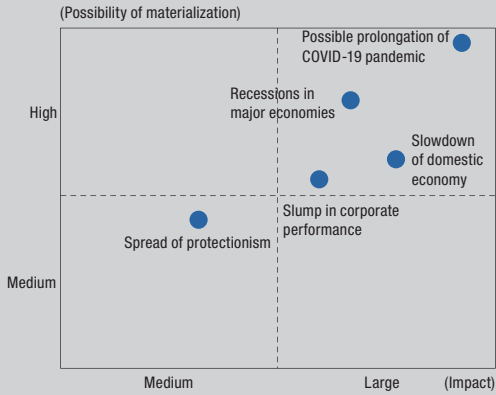 (Possibility of materialization)
Possible prolongation of
COVID-19 pandemic
Recessions in
major economies
High
Slowdown
of domestic
economy
Slump in corporate
performance
Spread of protectionism
Medium
Medium
Large
(Impact)